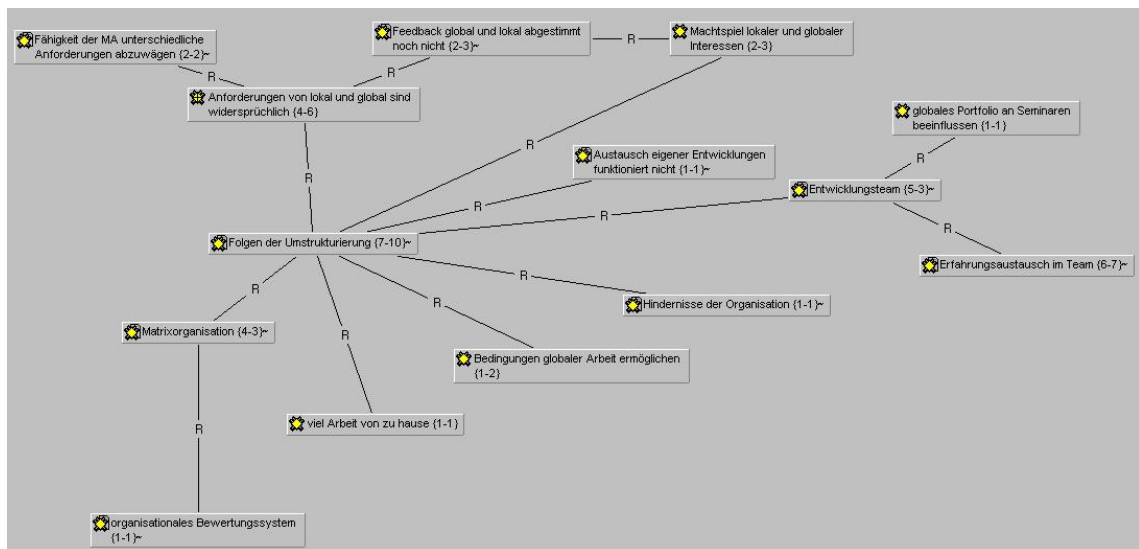 Fähigkeit der MA unterschiedliche
Anforderungen abzuwägen {2-2}~
Feedback global und lokal abgestimmt
noch nicht {2-3}~
R
Machtspiel lokaler und globaler
Interessen {2-3}
R
R
Anforderungen von lokal und global sind
widersprüchlich {4-6}
globales Portfolio an Seminaren
beeinflussen {1-1}
R
Austausch eigener Entwicklungen
funktioniert nicht {1-1}~
R
R
R
Entwicklungsteam {5-3}~
R
R
R
Folgen der Umstrukturierung {7-10}~
Erfahrungsaustausch im Team {6-7}~
R
R
R
Hindernisse der Organisation {1-1}~
Matrixorganisation {4-3}~
R
Bedingungen globaler Arbeit ermöglichen
{1-2}
viel Arbeit von zu hause {1-1}
R
organisationales Bewertungssystem
{1-1}~